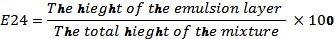 E24 = The hieght of the emulsion layer / The total hieght of the mixture × 100